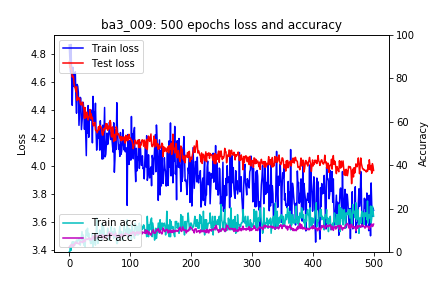 ba3_009: 500 epochs loss and accuracy
Train loss
Test loss
Train acc
Test acc
Loss
4.8
4.6
4.4
4.2
4.0
3.8
3.6
3.4
Accuracy
100
80
60
40
20
0
0
100
200
300
400
500